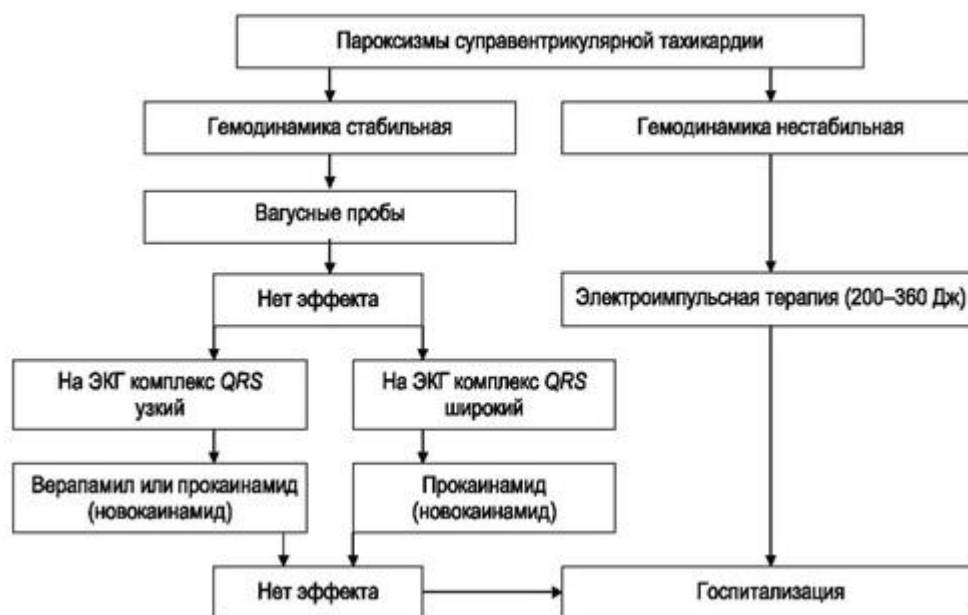 Пароксизмы суправентрикулярной тахикардии
Гемодинамика стабильная
Гемодинамика нестабильная
Вагусные пробы
Нет эффекта
Электроимпульсная терапия (200–360 Дж)
На ЭКГ комплекс QRS
узкий
На ЭКГ комплекс QRS
широкий
Верапамил или прокаинамид
(новокаинамид)
Прокаинамид
(новокаинамид)
Нет эффекта
Госпитализация